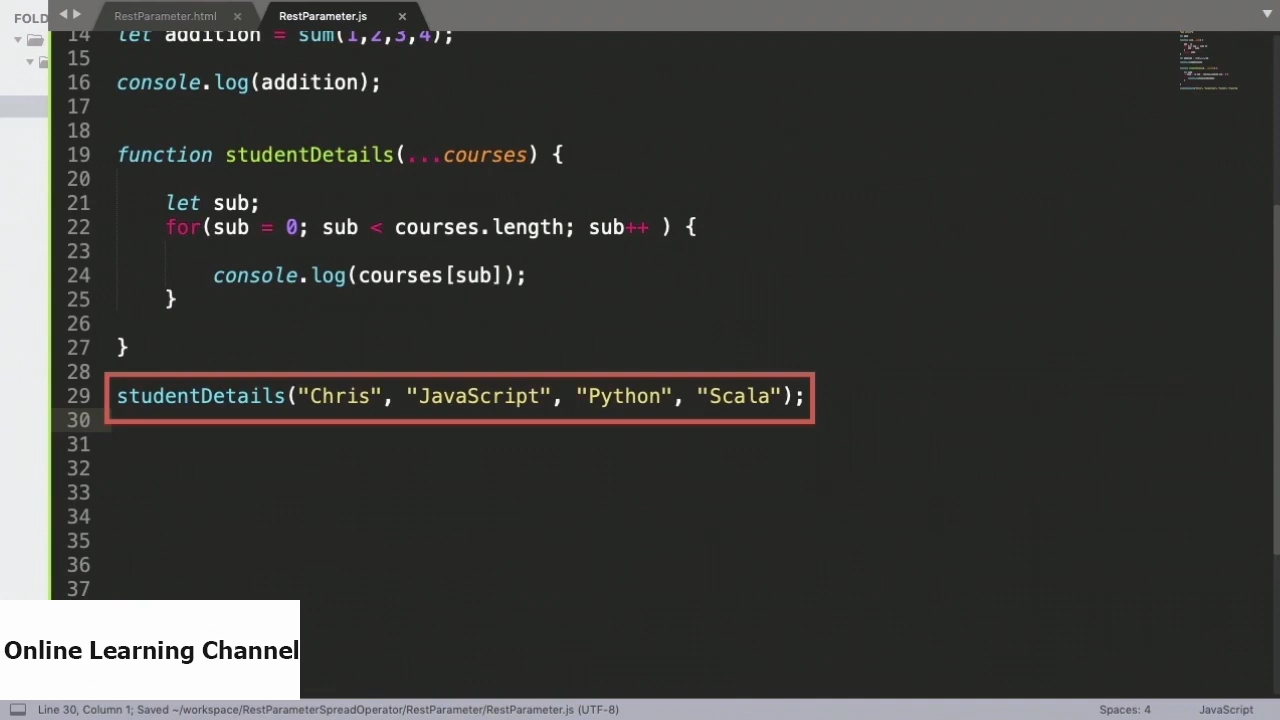 FOLD
RestParameter.html ×
RestParameter.js ×
14 let addition = sum(1,2,3,4);
15
16 console.log(addition);
17
18
19 function studentDetails(...courses) {
20
21 let sub;
22 for(sub = 0; sub < courses.length; sub++ ) {
23
24 console.log(courses[sub]);
25 }
26
27 }
28
29 studentDetails("Chris", "JavaScript", "Python", "Scala");
30
31
32
33
34
35
36
37
Online Learning Channel
Line 30, Column 1; Saved ~/workspace/RestParameterSpreadOperator/RestParameter/RestParameter.js (UTF-8)
Spaces: 4
JavaScript